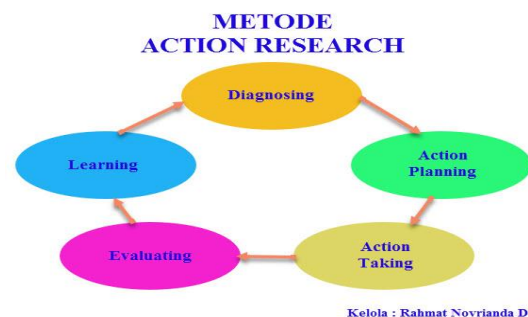 METODE
ACTION RESEARCH
Diagnosing
Learning
Action
Planning
Evaluating
Action
Taking
Kelola : Rahmat Novrianda D